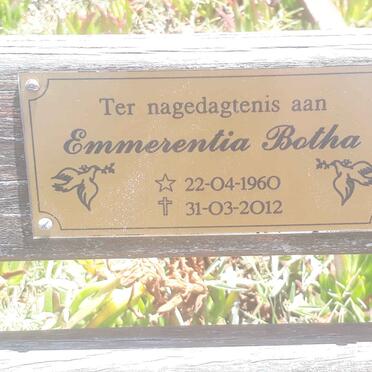 Ter nagedagtenis aan
Emmerentia Botha
☆ 22-04-1960
✝ 31-03-2012